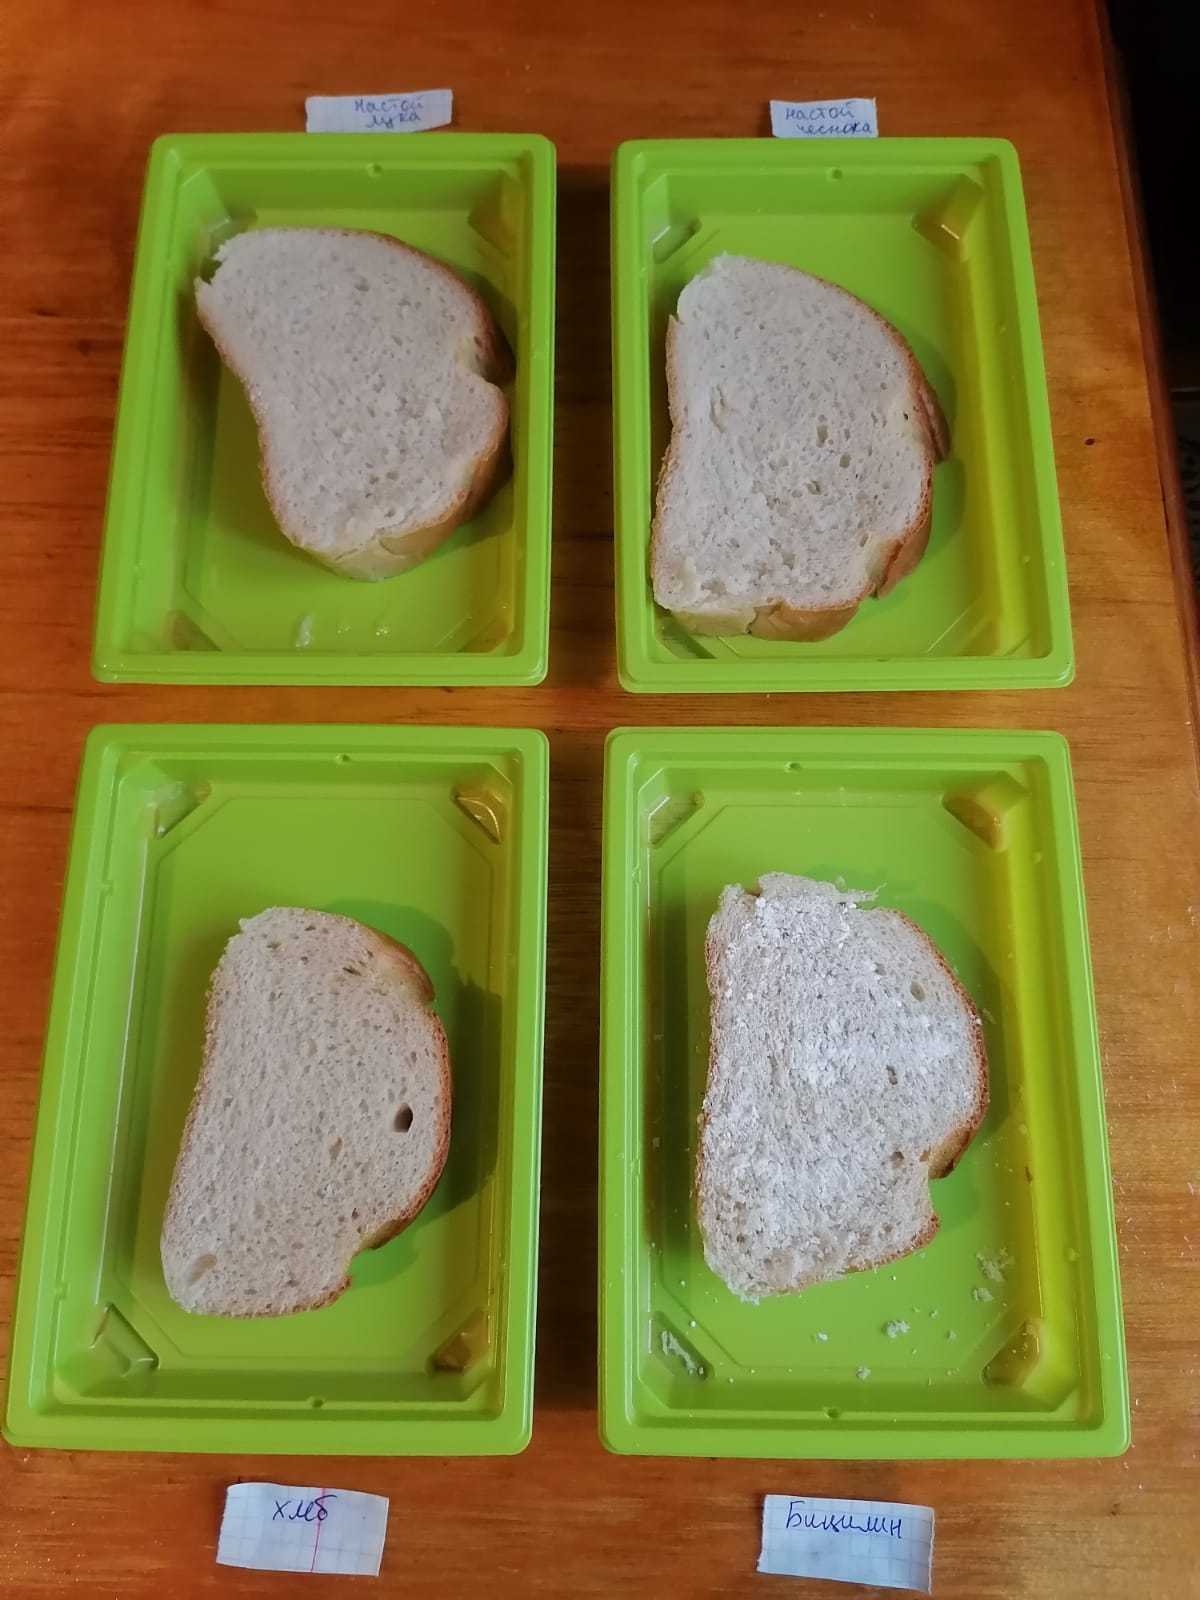 настой
лука
настой
чеснока
хлеб
Бицилин